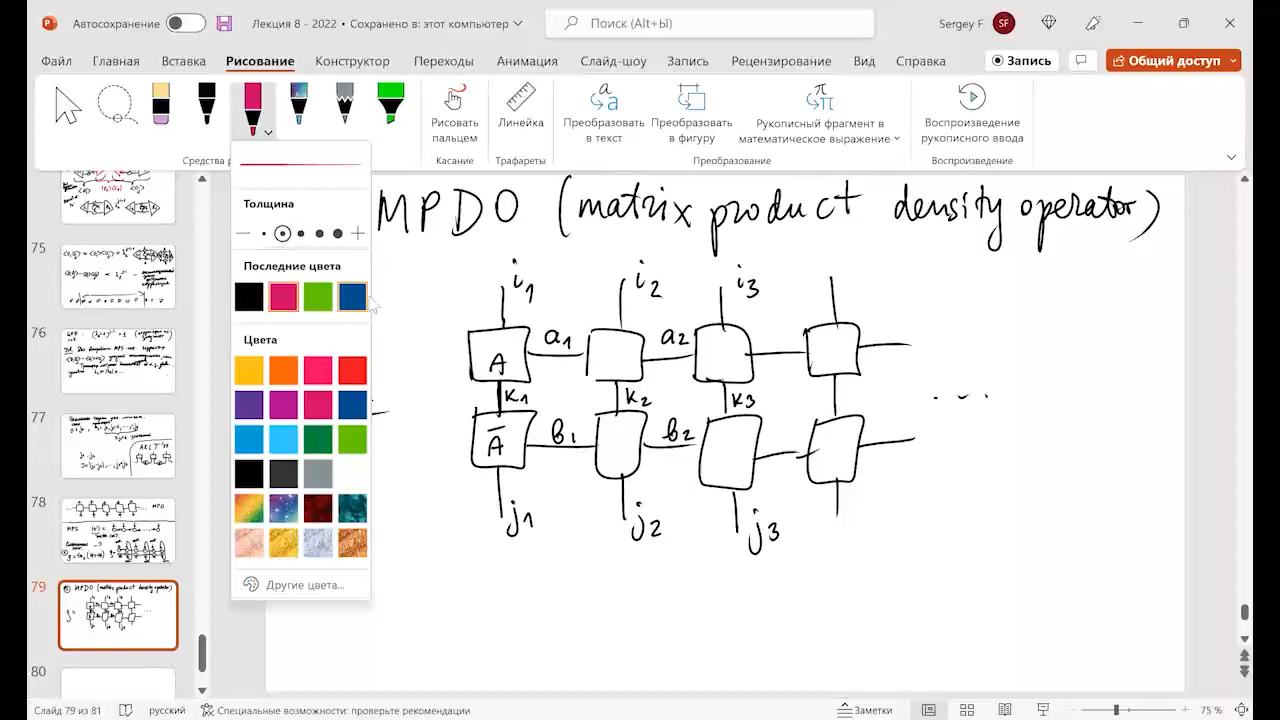 Автосохранение Лекция 8 - 2022 • Сохранено в: этот компьютер Поиск (Alt+Ы) Sergey F SF
Файл Главная Вставка Рисование Конструктор Переходы Анимация Слайд-шоу Запись Рецензирование Вид Справка Запись Общий доступ
Рисовать пальцем
Линейка
Преобразовать в текст
Преобразовать в фигуру
Рукописный фрагмент в математическое выражение
Воспроизведение рукописного ввода
Касание Трафареты Преобразование Воспроизведение
Толщина
Последние цвета
Цвета
Другие цвета...
75
76
77
78
79
80
MPDO (matrix product density operator)
i1 i2 i3
A a1 a2
K1 K2 K3
Ā b1 b2
j1 j2 j3
...
Слайд 79 из 81 русский Специальные возможности: проверьте рекомендации Заметки 75 %